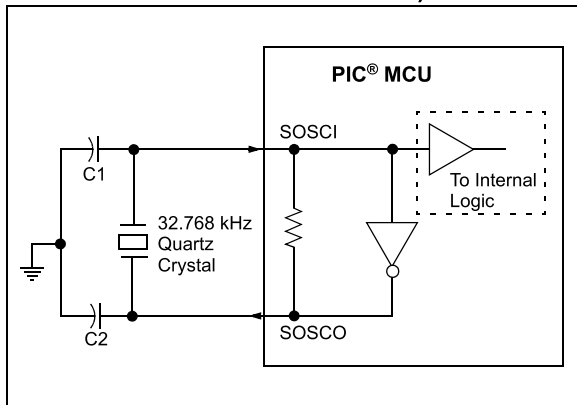 PIC® MCU
SOSCI
C1
To Internal
Logic
32.768 kHz
Quartz
Crystal
SOSCO
C2